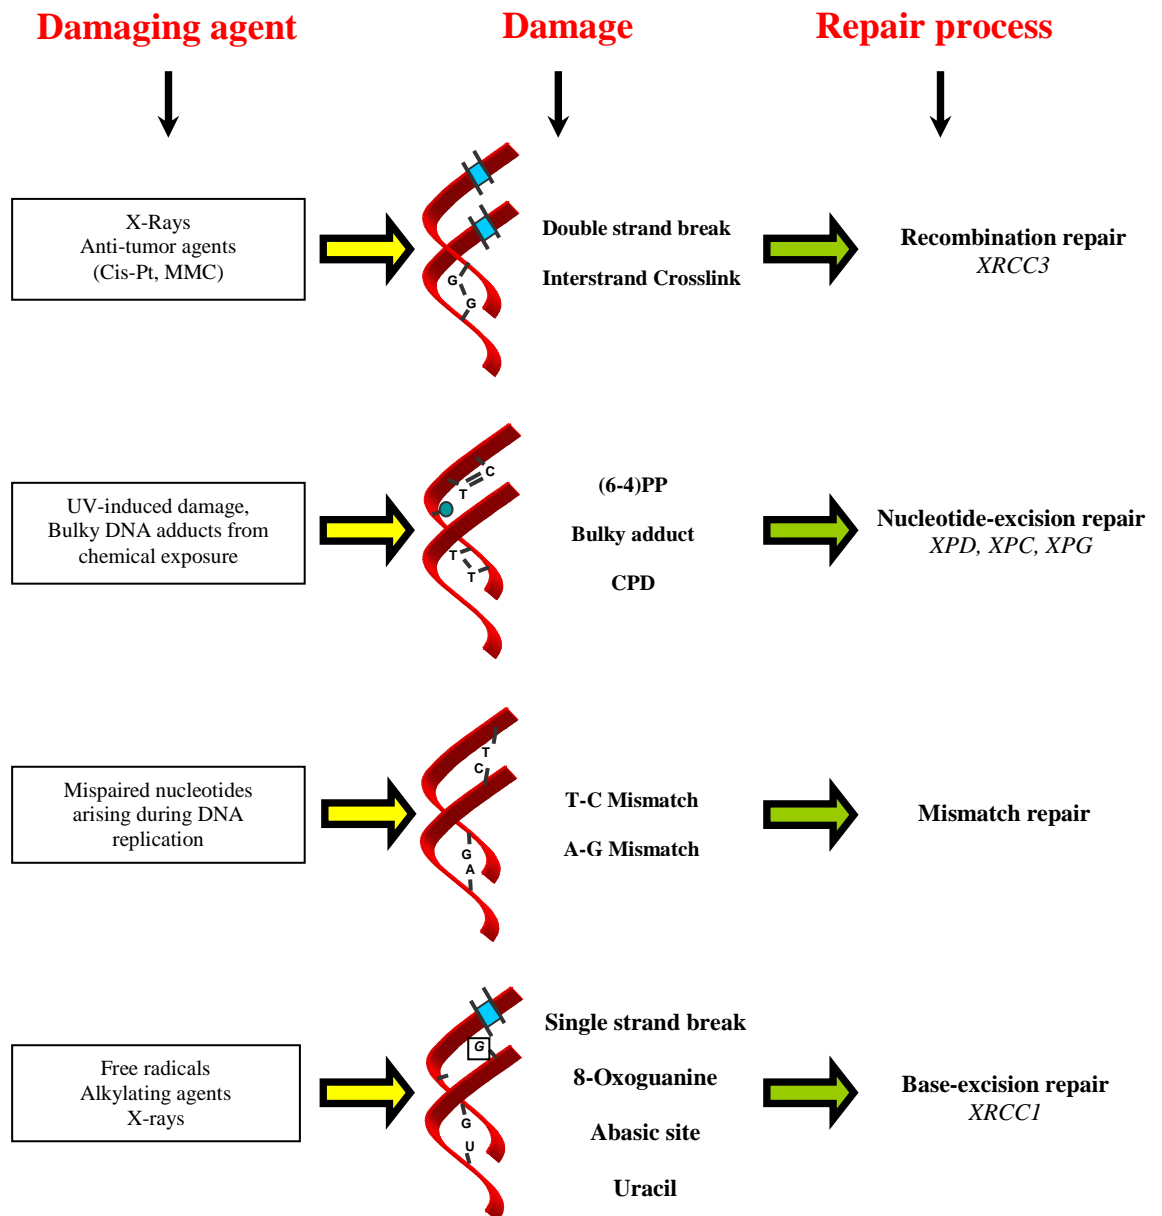 Damaging agent
Damage
Repair process
X-Rays
Anti-tumor agents
(Cis-Pt, MMC)
G
G
Double strand break
Interstrand Crosslink
Recombination repair
XRCC3
UV-induced damage,
Bulky DNA adducts from
chemical exposure
C
T
T
T
(6-4)PP
Bulky adduct
CPD
Nucleotide-excision repair
XPD, XPC, XPG
Mispaired nucleotides
arising during DNA
replication
T
C
G
A
T-C Mismatch
A-G Mismatch
Mismatch repair
Free radicals
Alkylating agents
X-rays
G
G
U
Single strand break
8-Oxoguanine
Abasic site
Uracil
Base-excision repair
XRCC1